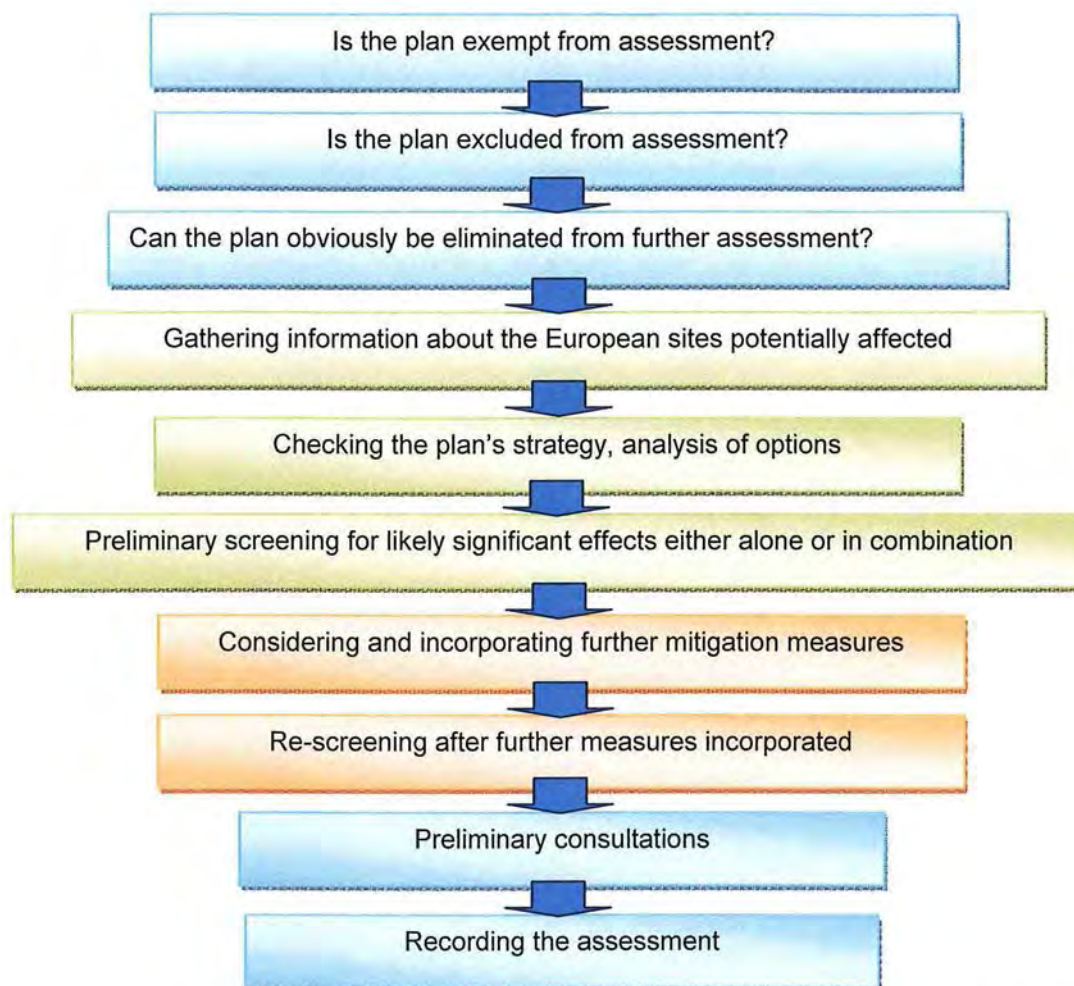 Is the plan exempt from assessment?
Is the plan excluded from assessment?
Can the plan obviously be eliminated from further assessment?
Gathering information about the European sites potentially affected
Checking the plan's strategy, analysis of options
Preliminary screening for likely significant effects either alone or in combination
Considering and incorporating further mitigation measures
Re-screening after further measures incorporated
Preliminary consultations
Recording the assessment